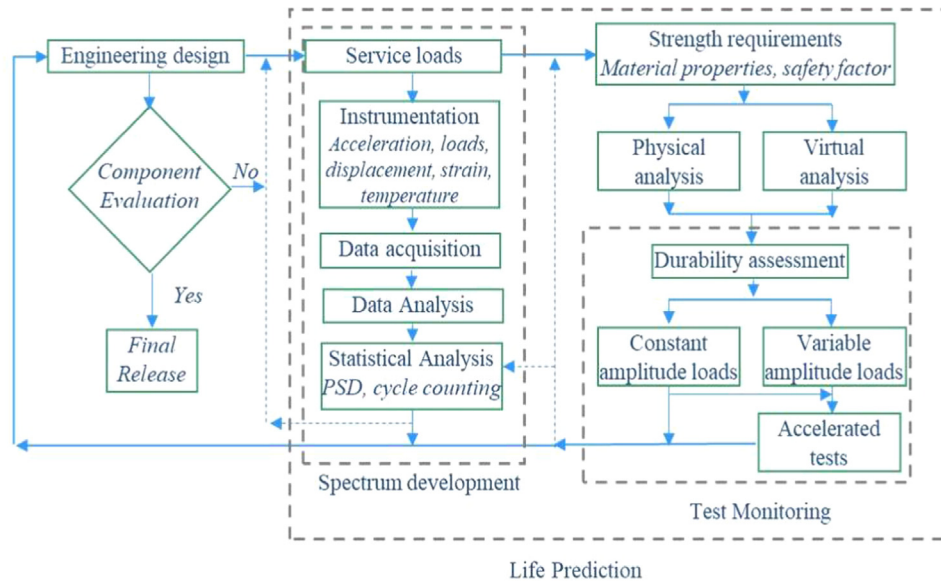 Engineering design
Component
Evaluation
No
Yes
Final
Release
Service loads
Instrumentation
Acceleration, loads,
displacement, strain,
temperature
Data acquisition
Data Analysis
Statistical Analysis
PSD, cycle counting
Spectrum development
Strength requirements
Material properties, safety factor
Physical
analysis
Virtual
analysis
Durability assessment
Constant
amplitude loads
Variable
amplitude loads
Accelerated
tests
Test Monitoring
Life Prediction